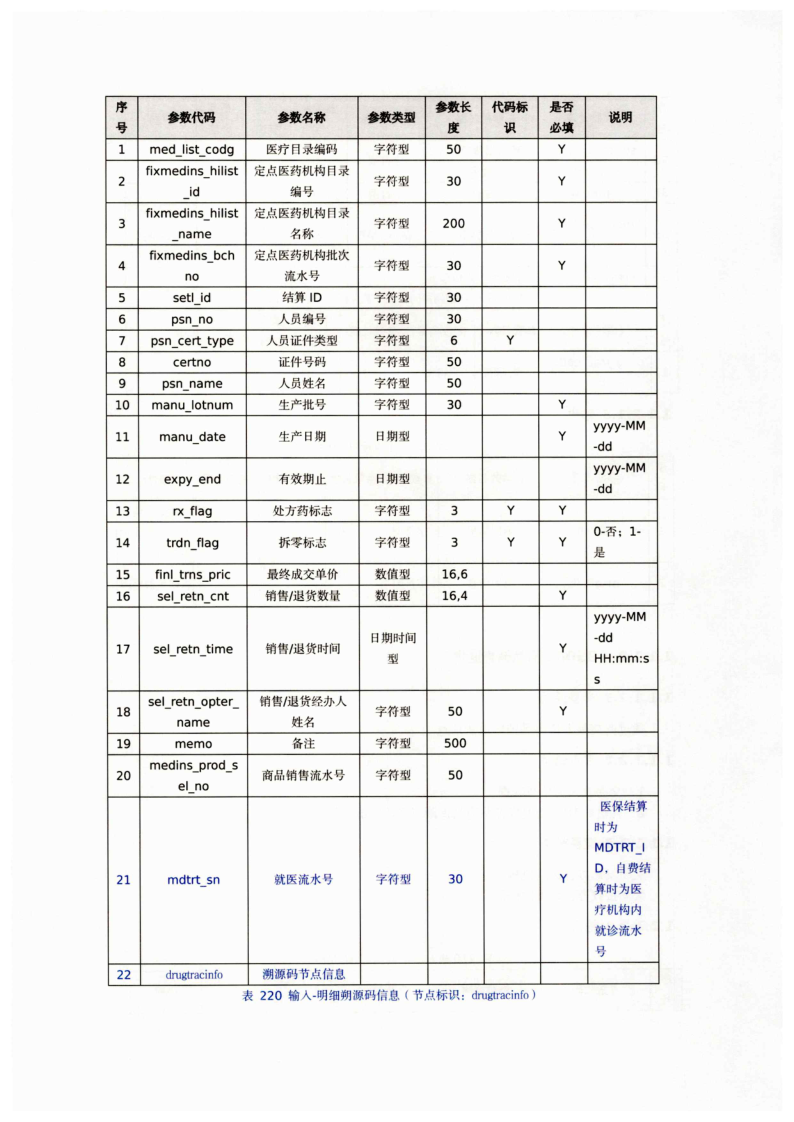 序号 参数代码 参数名称 参数类型 参数长度 代码标识 是否必填 说明
1 med_list_codg 医疗目录编码 字符型 50 Y
2 fixmedins_hilist_id 定点医药机构目录编号 字符型 30 Y
3 fixmedins_hilist_name 定点医药机构目录名称 字符型 200 Y
4 fixmedins_bchno 定点医药机构批次流水号 字符型 30 Y
5 setl_id 结算 ID 字符型 30
6 psn_no 人员编号 字符型 30
7 psn_cert_type 人员证件类型 字符型 6 Y
8 certno 证件号码 字符型 50
9 psn_name 人员姓名 字符型 50
10 manu_lotnum 生产批号 字符型 30 Y
11 manu_date 生产日期 日期型 Y yyyy-MM-dd
12 expy_end 有效期止 日期型 yyyy-MM-dd
13 rx_flag 处方药标志 字符型 3 Y Y
14 trdn_flag 拆零标志 字符型 3 Y Y 0-否；1-是
15 finl_trns_pric 最终成交单价 数值型 16,6
16 sel_retn_cnt 销售/退货数量 数值型 16,4 Y
17 sel_retn_time 销售/退货时间 日期时间型 Y yyyy-MM-dd HH:mm:ss
18 sel_retn_opter_name 销售/退货经办人姓名 字符型 50 Y
19 memo 备注 字符型 500
20 medins_prod_sel_no 商品销售流水号 字符型 50
21 mdtrt_sn 就医流水号 字符型 30 Y 医保结算时为MDTRT_ID，自费结算时为医疗机构内就诊流水号
22 drugtracinfo 溯源码节点信息
表 220 输入-明细朔源码信息（节点标识：drugtracinfo）